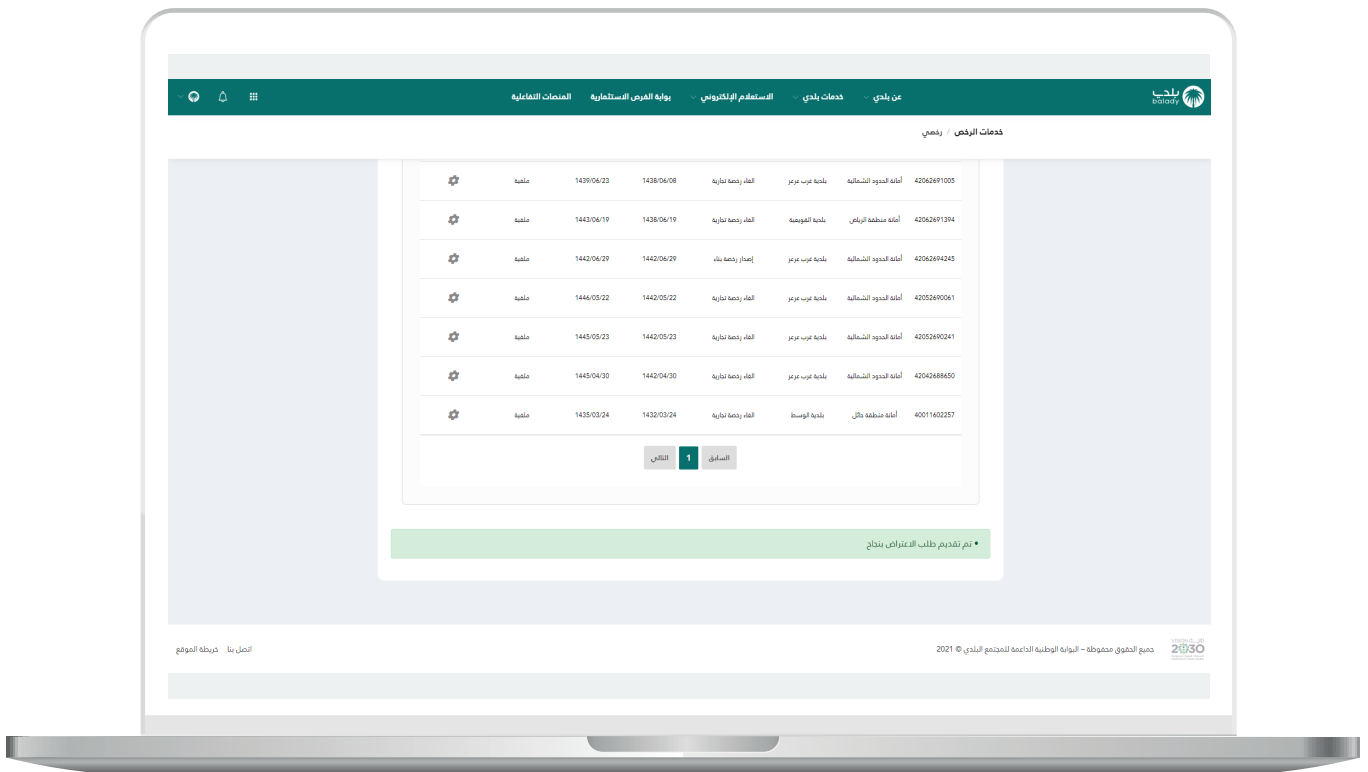 بلدي
balady
عن بلدي خدمات بلدي الاستعلام الإلكتروني بوابة الفرص الاستثمارية المنصات التفاعلية
خدمات الرخص / رخصي
42062691005 أمانة الحدود الشمالية بلدية غرب عرعر الغاء رخصة تجارية 1438/06/08 1439/06/23 ملغية
42062691394 أمانة منطقة الرياض بلدية القويعية الغاء رخصة تجارية 1438/06/19 1443/06/19 ملغية
42062694245 أمانة الحدود الشمالية بلدية غرب عرعر إصدار رخصة بناء 1442/06/29 1442/06/29 ملغية
42052690061 أمانة الحدود الشمالية بلدية غرب عرعر الغاء رخصة تجارية 1442/05/22 1446/05/22 ملغية
42052690241 أمانة الحدود الشمالية بلدية غرب عرعر الغاء رخصة تجارية 1442/05/23 1445/05/23 ملغية
42042688650 أمانة الحدود الشمالية بلدية غرب عرعر الغاء رخصة تجارية 1442/04/30 1445/04/30 ملغية
40011602257 أمانة منطقة حائل بلدية الوسط الغاء رخصة تجارية 1432/03/24 1435/03/24 ملغية
السابق 1 التالي
• تم تقديم طلب الاعتراض بنجاح
2030 جميع الحقوق محفوظة – البوابة الوطنية الداعمة للمجتمع البلدي © 2021 اتصل بنا خريطة الموقع